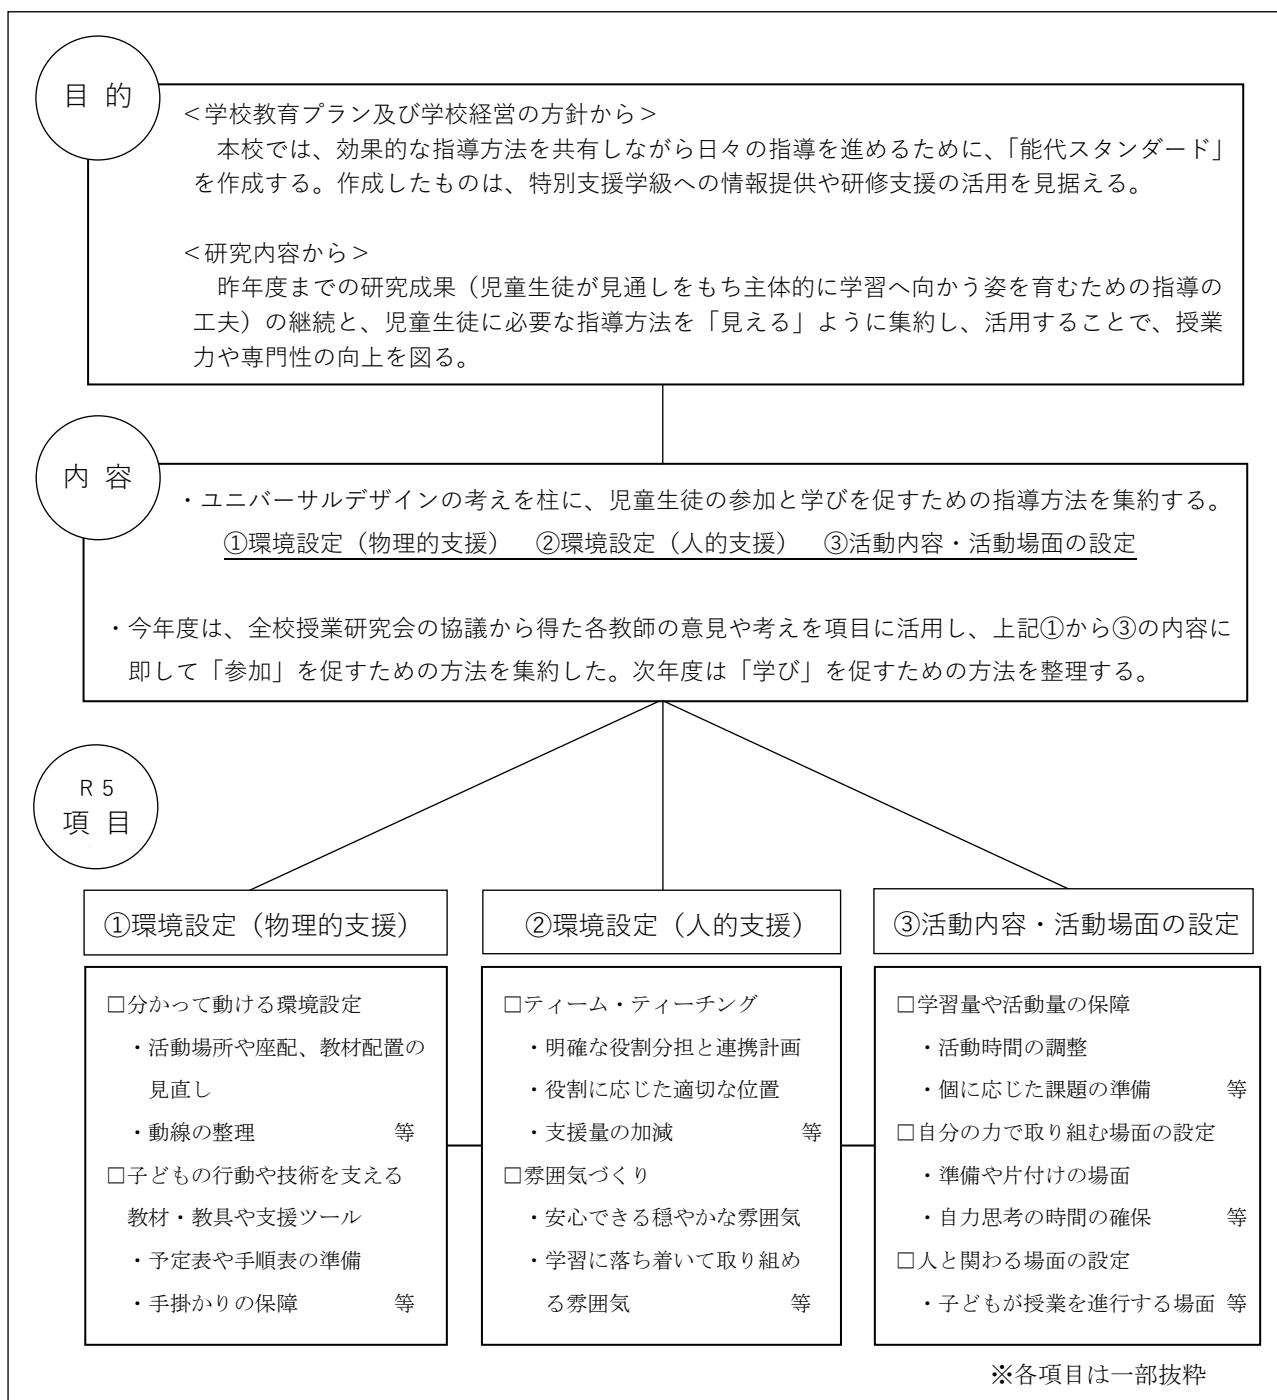 目的
＜学校教育プラン及び学校経営の方針から＞
本校では、効果的な指導方法を共有しながら日々の指導を進めるために、「能代スタンダード」
を作成する。作成したものは、特別支援学級への情報提供や研修支援の活用を見据える。
＜研究内容から＞
昨年度までの研究成果（児童生徒が見通しをもち主体的に学習へ向かう姿を育むための指導の
工夫）の継続と、児童生徒に必要な指導方法を「見える」ように集約し、活用することで、授業
力や専門性の向上を図る。
内容
・ユニバーサルデザインの考えを柱に、児童生徒の参加と学びを促すための指導方法を集約する。
①環境設定（物理的支援）　②環境設定（人的支援）　③活動内容・活動場面の設定
・今年度は、全校授業研究会の協議から得た各教師の意見や考えを項目に活用し、上記①から③の内容に
即して「参加」を促すための方法を集約した。次年度は「学び」を促すための方法を整理する。
R5
項目
①環境設定（物理的支援）
□分かって動ける環境設定
・活動場所や座配、教材配置の
見直し
・動線の整理　等
□子どもの行動や技術を支える
教材・教具や支援ツール
・予定表や手順表の準備
・手掛かりの保障　等
②環境設定（人的支援）
□ティーム・ティーチング
・明確な役割分担と連携計画
・役割に応じた適切な位置
・支援量の加減　等
□雰囲気づくり
・安心できる穏やかな雰囲気
・学習に落ち着いて取り組め
る雰囲気　等
③活動内容・活動場面の設定
□学習量や活動量の保障
・活動時間の調整
・個に応じた課題の準備　等
□自分の力で取り組む場面の設定
・準備や片付けの場面
・自力思考の時間の確保　等
□人と関わる場面の設定
・子どもが授業を進行する場面　等
※各項目は一部抜粋